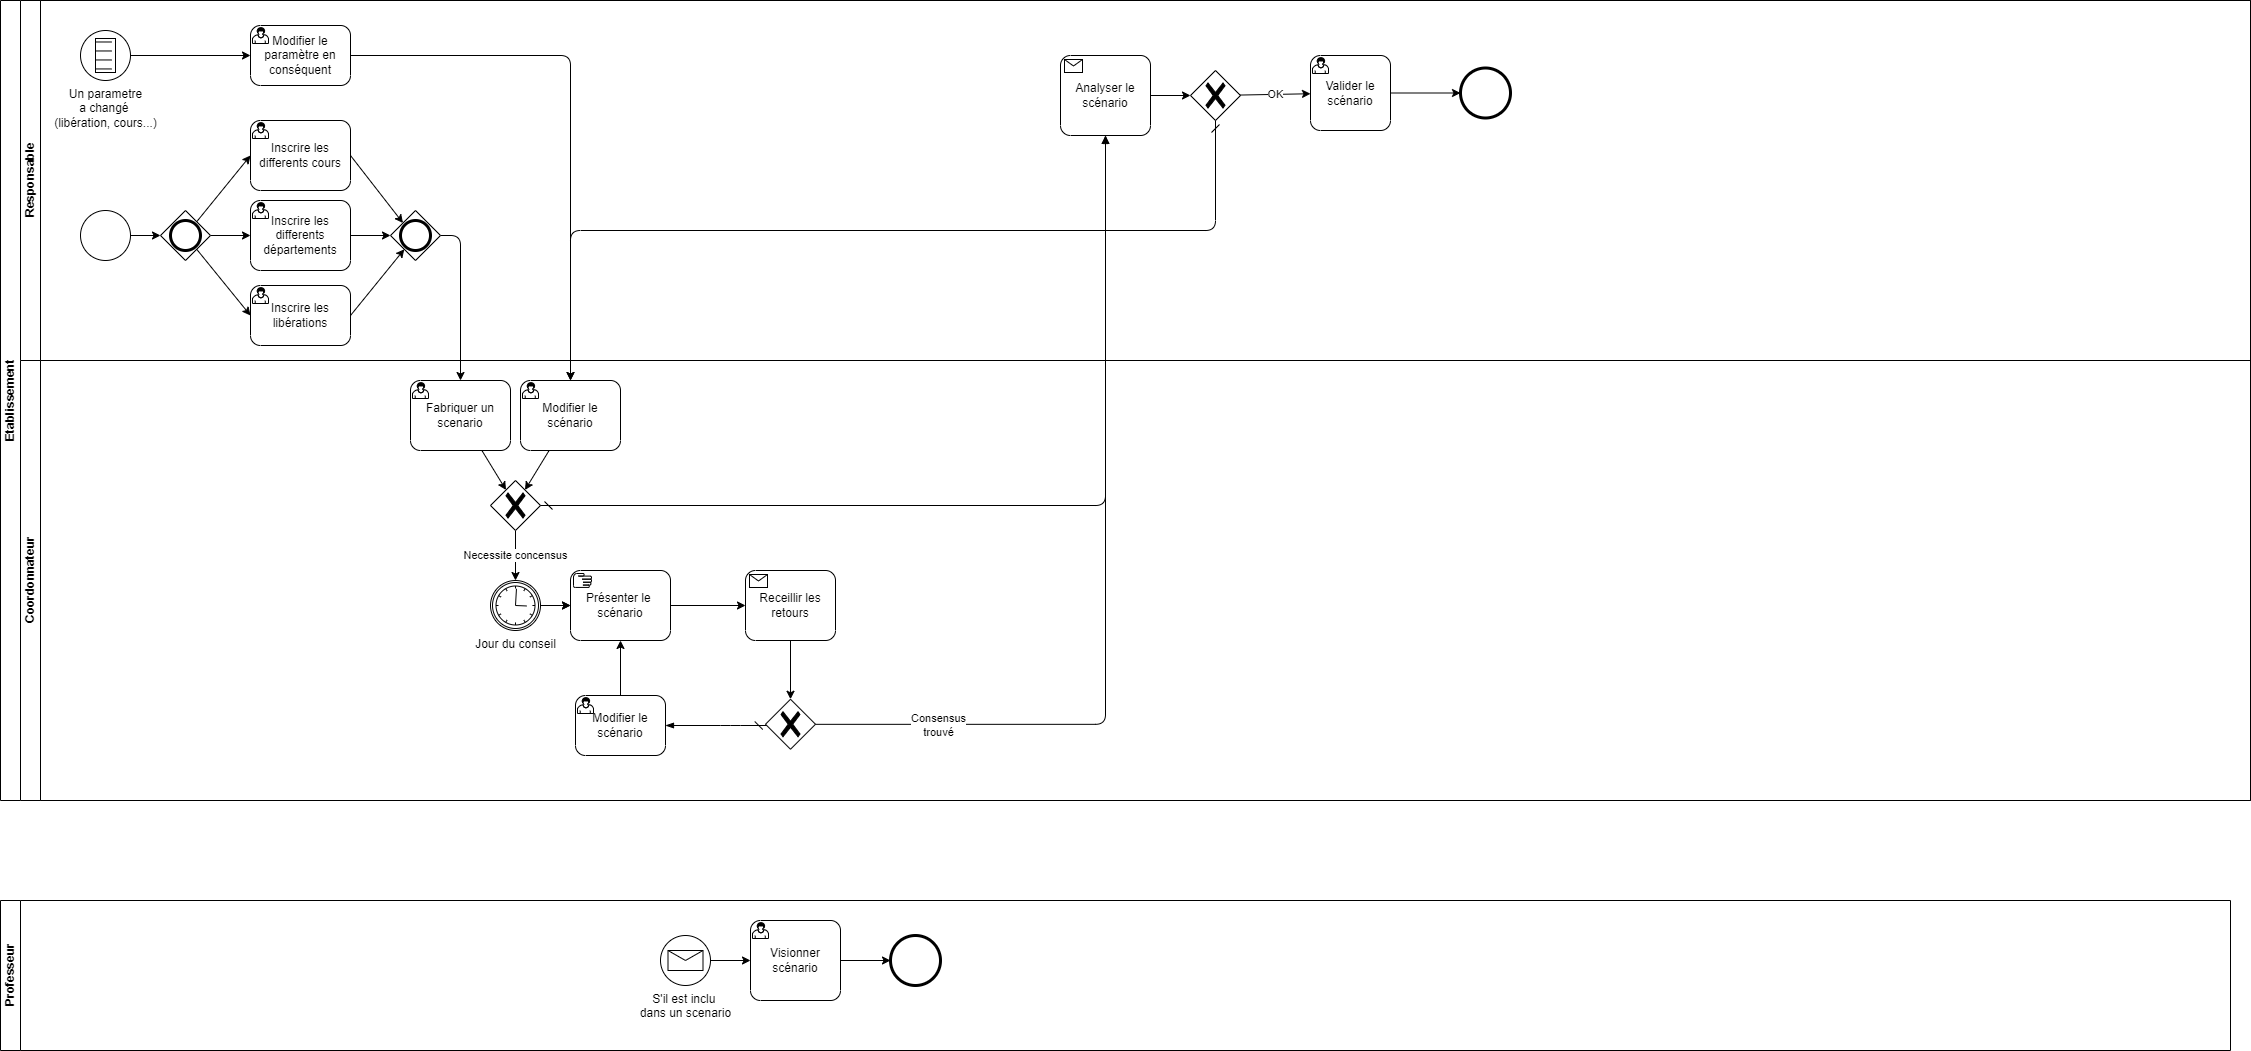 Etablissement
Responsable
Un parametre
a changé
(libération, cours...)
Modifier le
paramètre en
conséquent
Inscrire les
differents cours
Inscrire les
differents
départements
Inscrire les
libérations
Analyser le
scénario
OK
Valider le
scénario
Coordonnateur
Fabriquer un
scenario
Modifier le
scénario
Necessite concensus
Jour du conseil
Présenter le
scénario
Receillir les
retours
Modifier le
scénario
Consensus
trouvé
Professeur
S'il est inclu
dans un scenario
Visionner
scénario